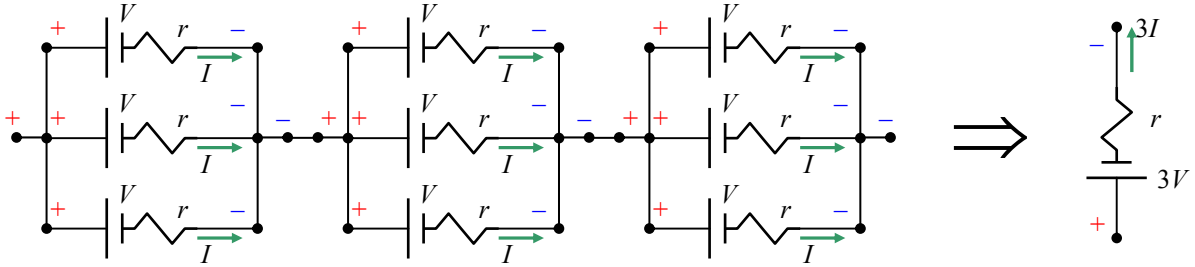 + V r − + V r − + V r − 3I
I I I −
+ + V r − − + + V r − − + + V r − r
I I I 3V
+ V r − + V r − + V r − +
I I I